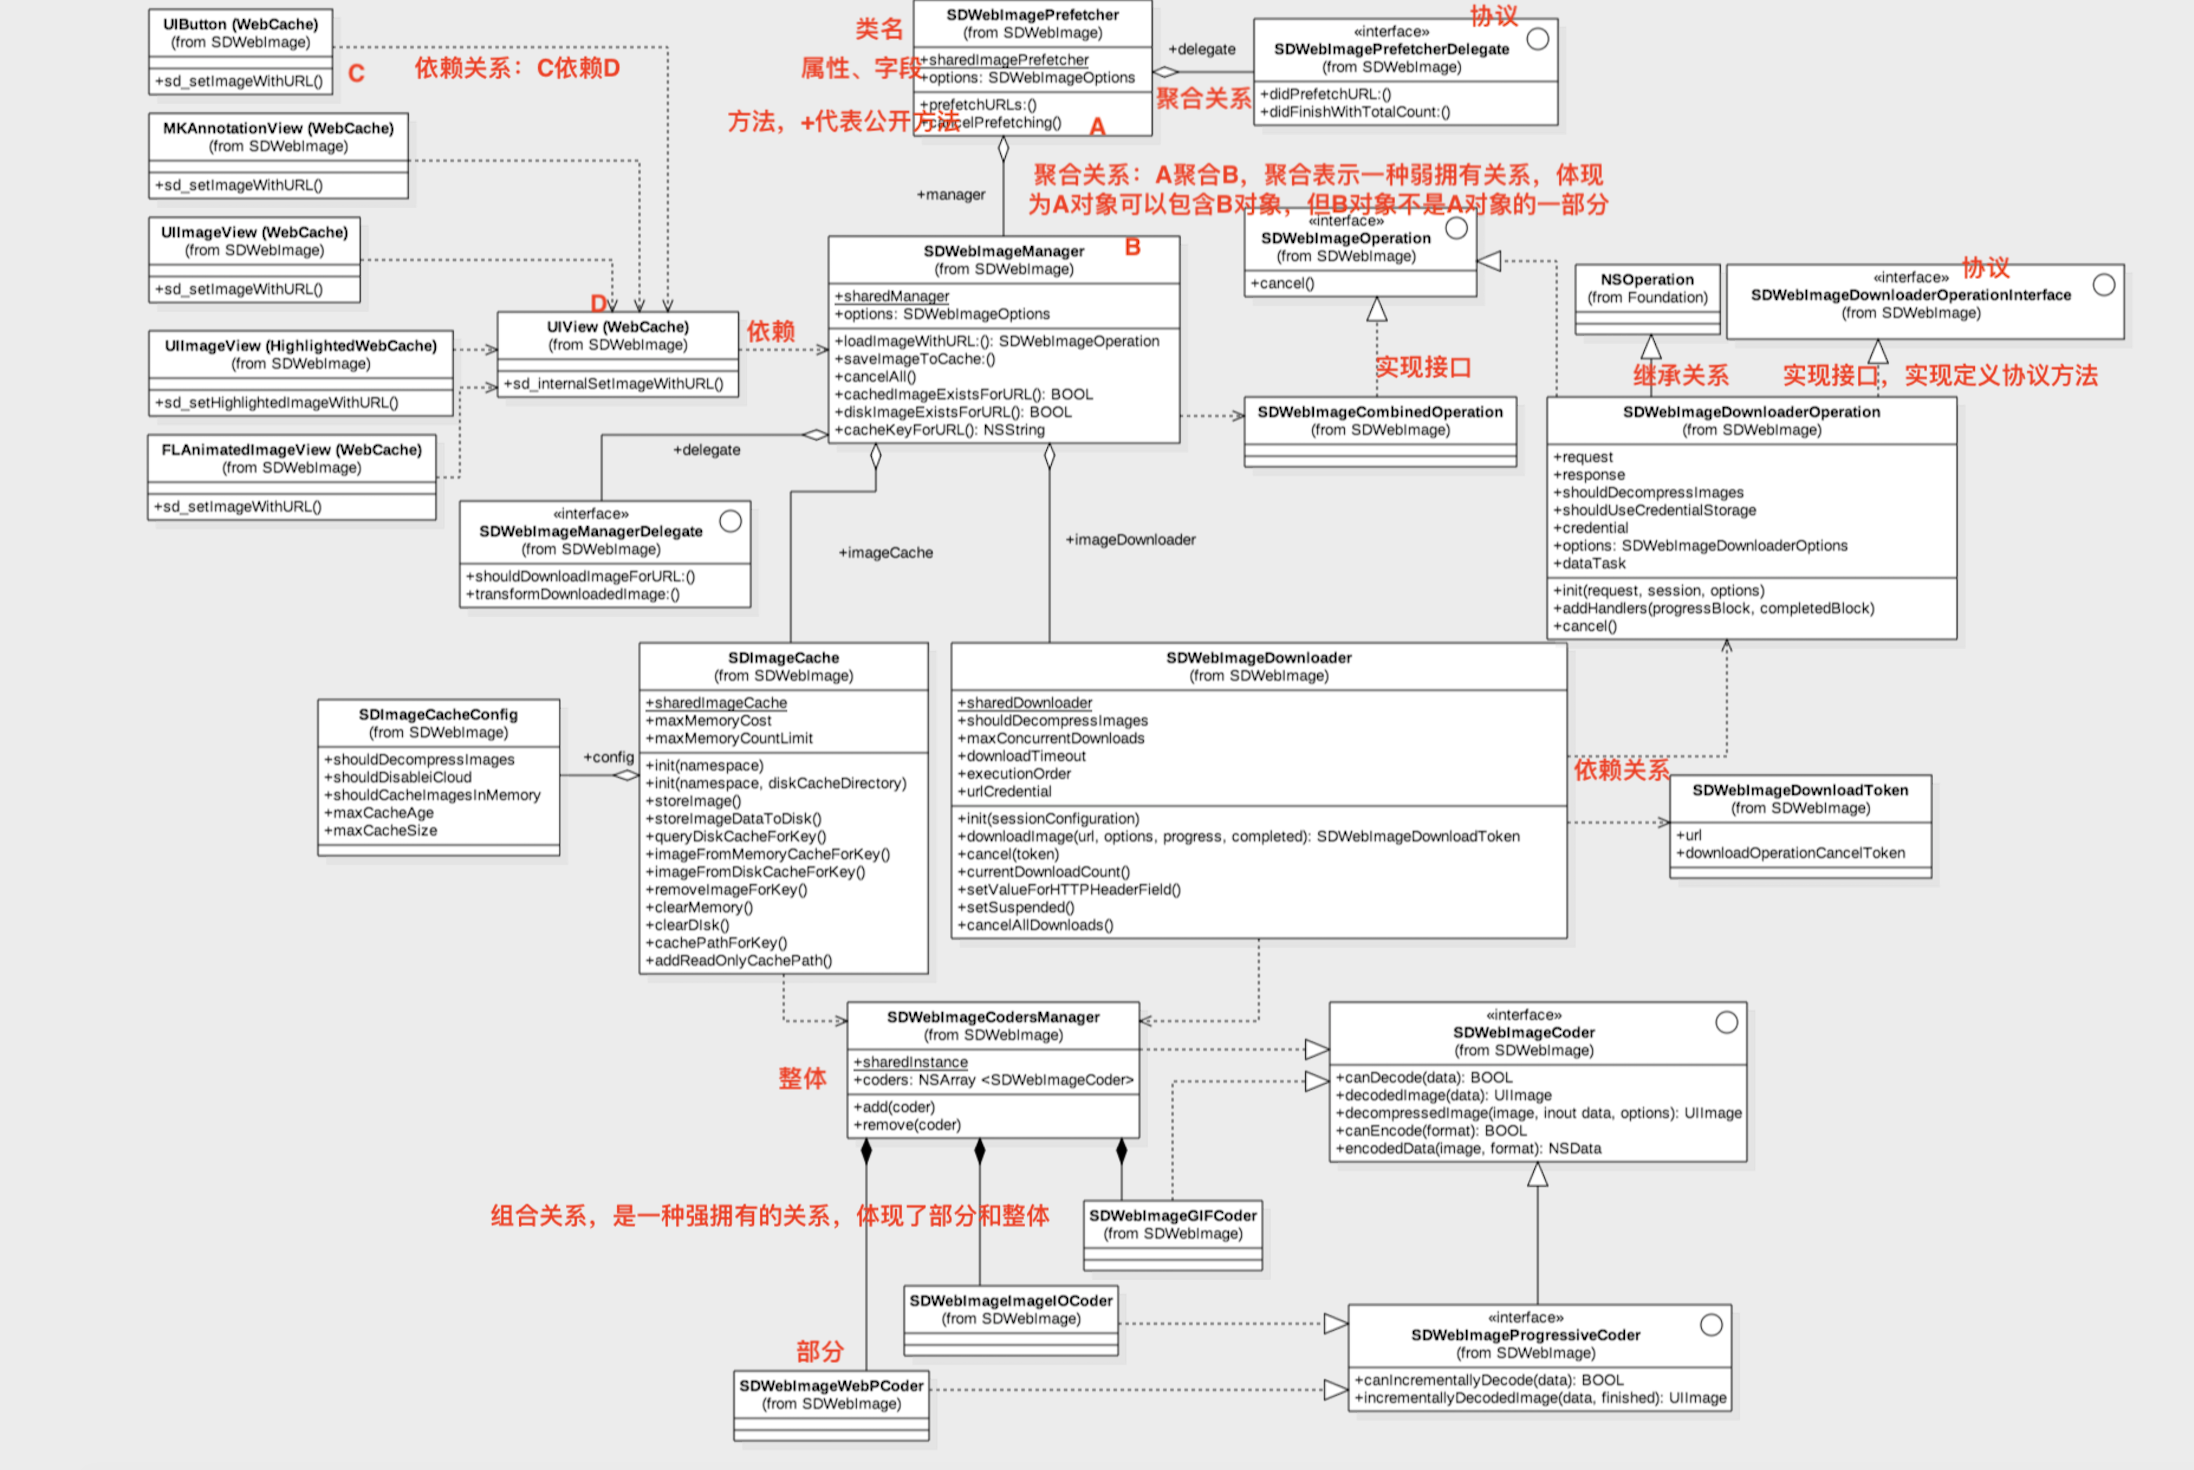 UIButton (WebCache)
(from SDWebImage)
+sd_setImageWithURL()
C
依赖关系：C依赖D
MKAnnotationView (WebCache)
(from SDWebImage)
+sd_setImageWithURL()
UIImageView (WebCache)
(from SDWebImage)
+sd_setImageWithURL()
UIImageView (HighlightedWebCache)
(from SDWebImage)
+sd_setHighlightedImageWithURL()
FLAnimatedImageView (WebCache)
(from SDWebImage)
+sd_setImageWithURL()
D
UIView (WebCache)
(from SDWebImage)
+sd_internalSetImageWithURL()
依赖
类名
属性、字段
方法，+代表公开方法
SDWebImagePrefetcher
(from SDWebImage)
+sharedImagePrefetcher
+options: SDWebImageOptions
+prefetchURLs:()
+cancelPrefetching()
A
+delegate
聚合关系
协议
«interface»
SDWebImagePrefetcherDelegate
(from SDWebImage)
+didPrefetchURL:()
+didFinishWithTotalCount:()
+manager
聚合关系：A聚合B，聚合表示一种弱拥有关系，体现
为A对象可以包含B对象，但B对象不是A对象的一部分
SDWebImageManager
B
(from SDWebImage)
+sharedManager
+options: SDWebImageOptions
+loadImageWithURL:(): SDWebImageOperation
+saveImageToCache:()
+cancelAll()
+cachedImageExistsForURL(): BOOL
+diskImageExistsForURL(): BOOL
+cacheKeyForURL(): NSString
«interface»
SDWebImageOperation
(from SDWebImage)
+cancel()
实现接口
SDWebImageCombinedOperation
(from SDWebImage)
NSOperation
(from Foundation)
协议
«interface»
SDWebImageDownloaderOperationInterface
(from SDWebImage)
继承关系
实现接口，实现定义协议方法
SDWebImageDownloaderOperation
(from SDWebImage)
+request
+response
+shouldDecompressImages
+shouldUseCredentialStorage
+credential
+options: SDWebImageDownloaderOptions
+dataTask
+init(request, session, options)
+addHandlers(progressBlock, completedBlock)
+cancel()
+delegate
«interface»
SDWebImageManagerDelegate
(from SDWebImage)
+shouldDownloadImageForURL:()
+transformDownloadedImage:()
+imageCache
+imageDownloader
SDImageCacheConfig
(from SDWebImage)
+shouldDecompressImages
+shouldDisableiCloud
+shouldCacheImagesInMemory
+maxCacheAge
+maxCacheSize
+config
SDImageCache
(from SDWebImage)
+sharedImageCache
+maxMemoryCost
+maxMemoryCountLimit
+init(namespace)
+init(namespace, diskCacheDirectory)
+storeImage()
+storeImageDataToDisk()
+queryDiskCacheForKey()
+imageFromMemoryCacheForKey()
+imageFromDiskCacheForKey()
+removeImageForKey()
+clearMemory()
+clearDIsk()
+cachePathForKey()
+addReadOnlyCachePath()
SDWebImageDownloader
(from SDWebImage)
+sharedDownloader
+shouldDecompressImages
+maxConcurrentDownloads
+downloadTimeout
+executionOrder
+urlCredential
+init(sessionConfiguration)
+downloadImage(url, options, progress, completed): SDWebImageDownloadToken
+cancel(token)
+currentDownloadCount()
+setValueForHTTPHeaderField()
+setSuspended()
+cancelAllDownloads()
依赖关系
SDWebImageDownloadToken
(from SDWebImage)
+url
+downloadOperationCancelToken
整体
SDWebImageCodersManager
(from SDWebImage)
+sharedInstance
+coders: NSArray <SDWebImageCoder>
+add(coder)
+remove(coder)
«interface»
SDWebImageCoder
(from SDWebImage)
+canDecode(data): BOOL
+decodedImage(data): UIImage
+decompressedImage(image, inout data, options): UIImage
+canEncode(format): BOOL
+encodedData(image, format): NSData
组合关系，是一种强拥有的关系，体现了部分和整体
SDWebImageGIFCoder
(from SDWebImage)
SDWebImageImageIOCoder
(from SDWebImage)
部分
SDWebImageWebPCoder
(from SDWebImage)
«interface»
SDWebImageProgressiveCoder
(from SDWebImage)
+canIncrementallyDecode(data): BOOL
+incrementallyDecodedImage(data, finished): UIImage